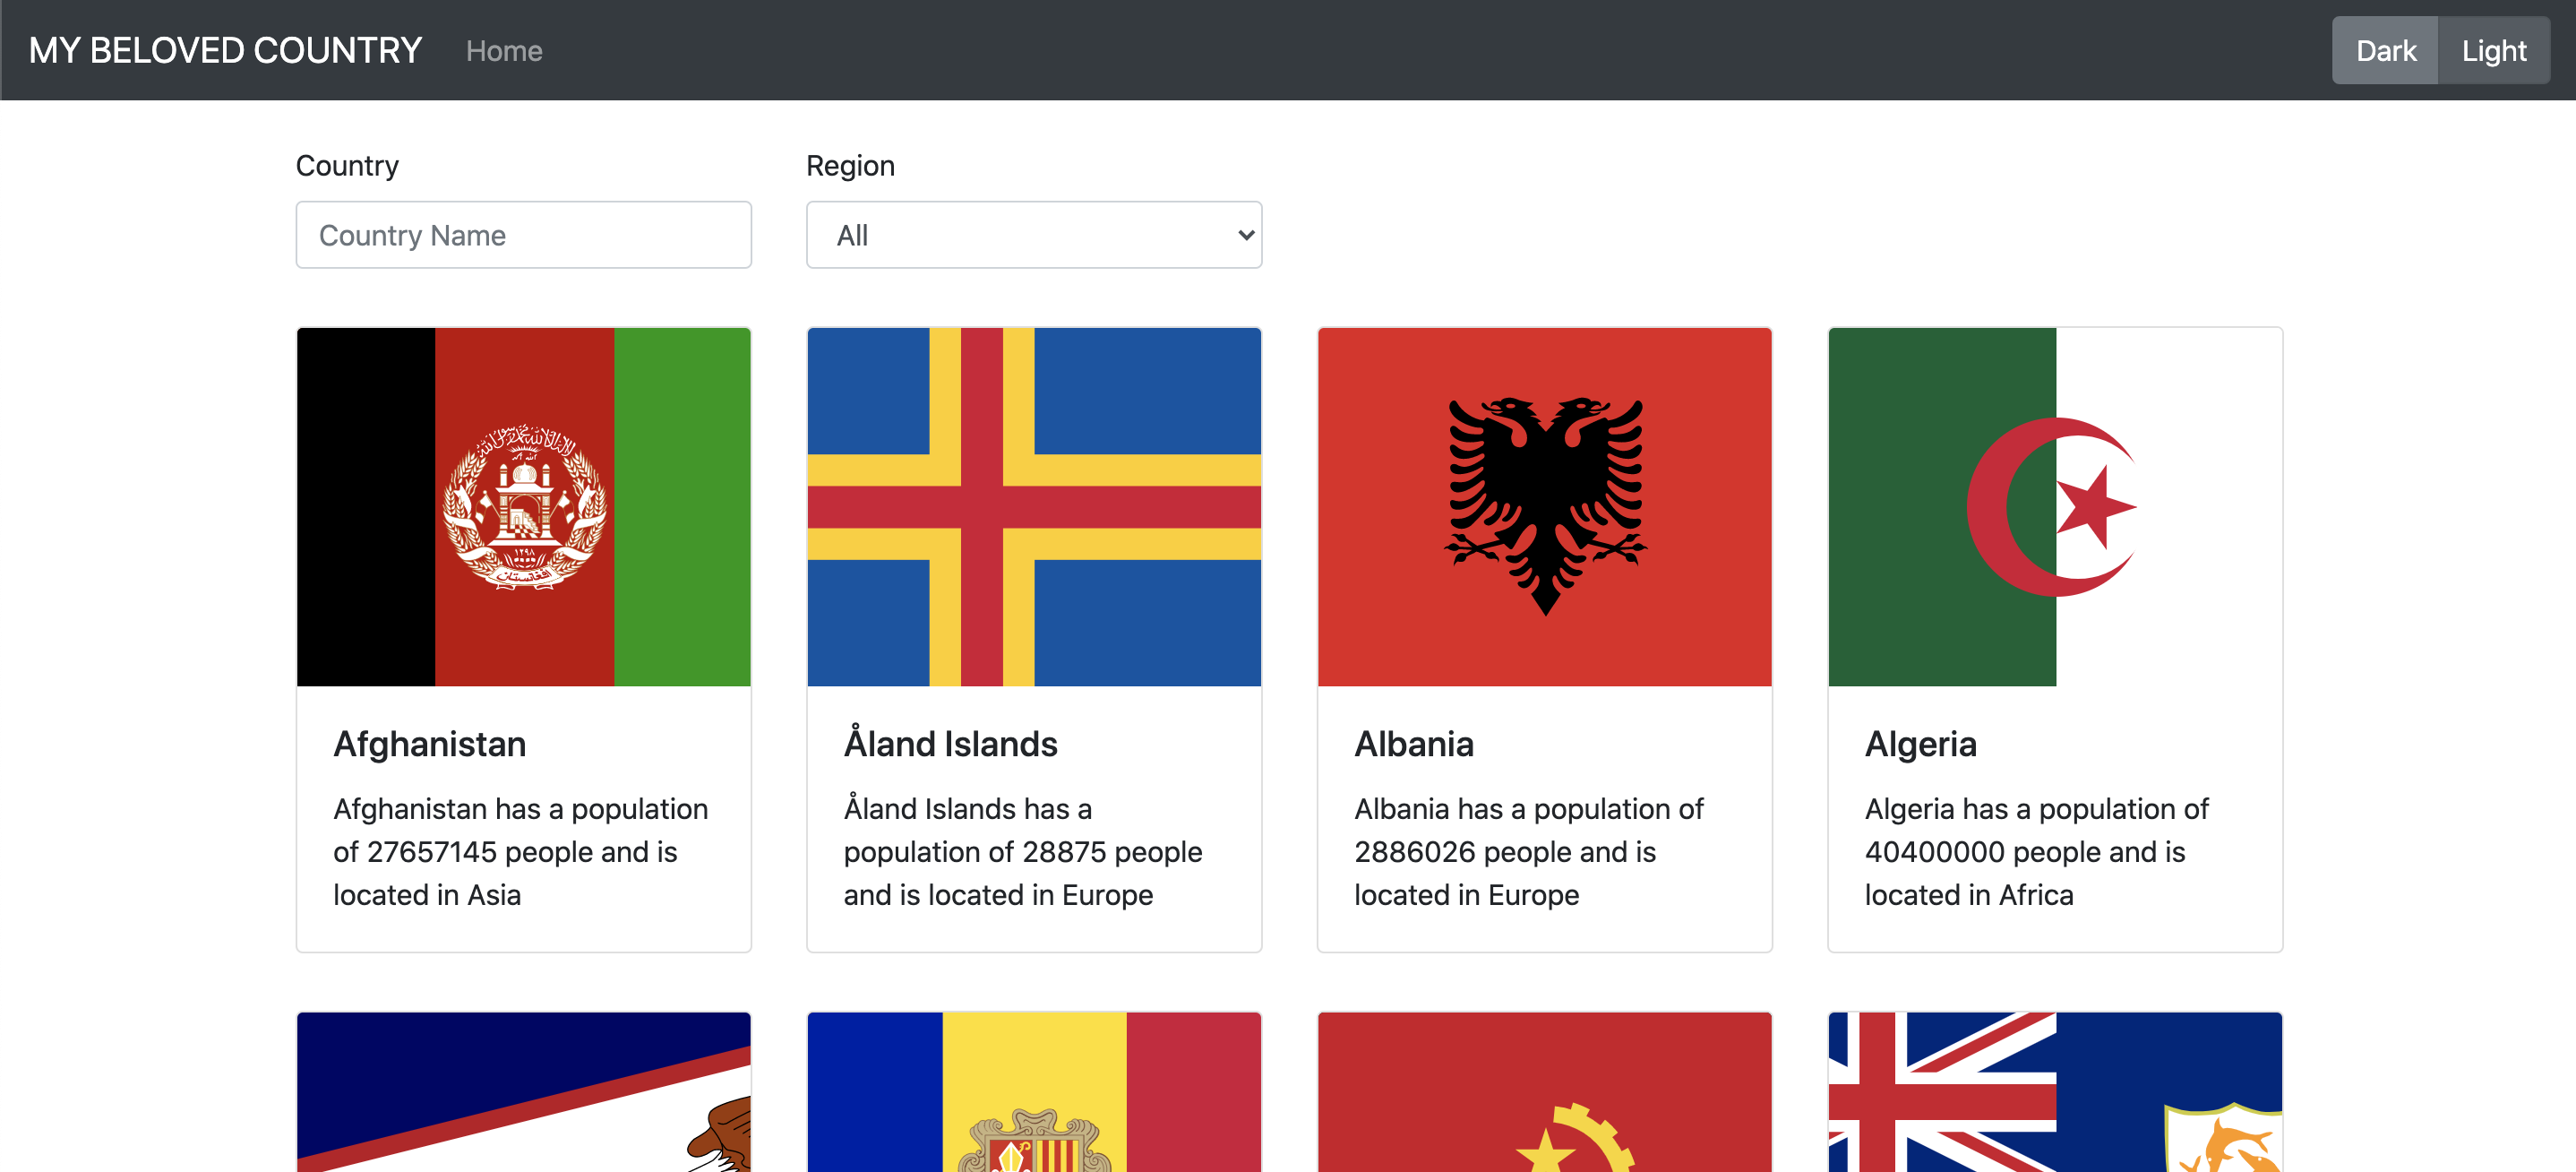 MY BELOVED COUNTRY Home Dark Light
Country Region
Country Name All
Afghanistan
Afghanistan has a population
of 27657145 people and is
located in Asia
Åland Islands
Åland Islands has a
population of 28875 people
and is located in Europe
Albania
Albania has a population of
2886026 people and is
located in Europe
Algeria
Algeria has a population of
40400000 people and is
located in Africa